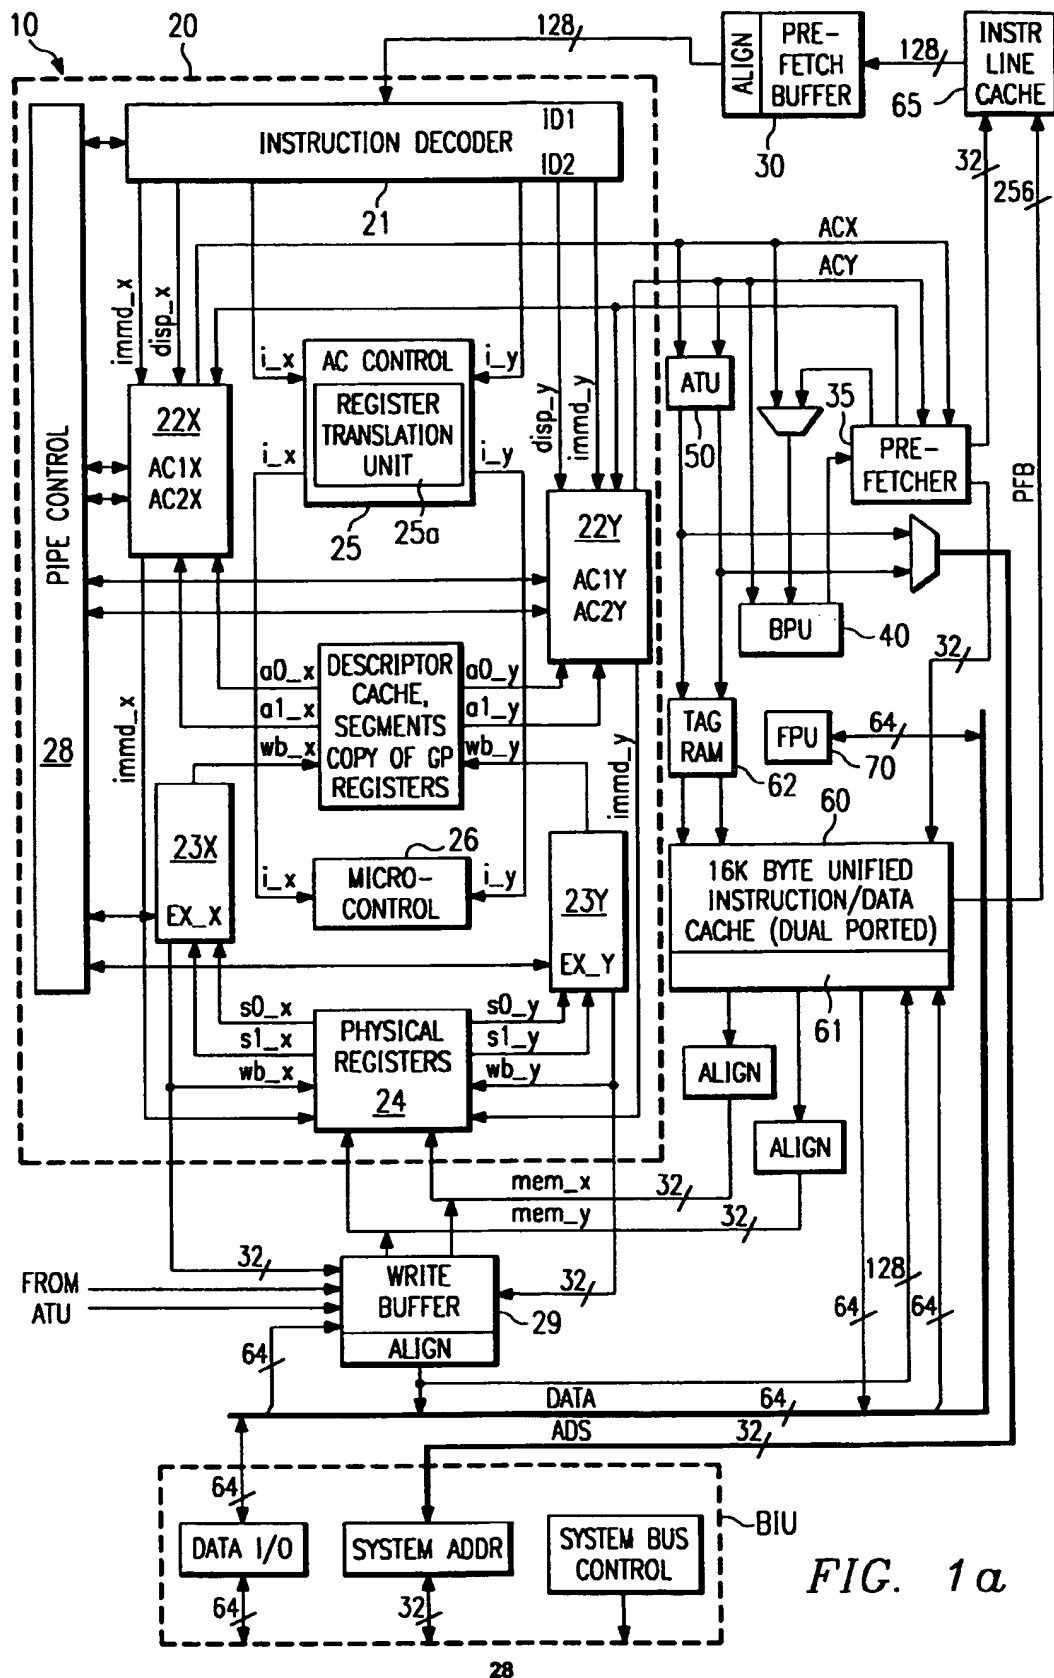 10
20
128
ALIGN
PRE-
FETCH
BUFFER
30
128
INSTR
LINE
CACHE
65
32
256
INSTRUCTION DECODER
ID1
ID2
21
ACX
ACY
immd_x
disp_x
i_x
AC CONTROL
i_y
REGISTER
TRANSLATION
UNIT
i_x
i_y
25
25a
disp_y
immd_y
ATU
50
35
PRE-
FETCHER
PFB
PIPE CONTROL
28
22X
AC1X
AC2X
22Y
AC1Y
AC2Y
BPU
40
32
a0_x
a1_x
wb_x
DESCRIPTOR
CACHE,
SEGMENTS
COPY OF GP
REGISTERS
a0_y
a1_y
wb_y
immd_x
immd_y
TAG
RAM
62
FPU
70
64
60
23X
EX_X
26
i_x
MICRO-
CONTROL
i_y
23Y
EX_Y
16K BYTE UNIFIED
INSTRUCTION/DATA
CACHE (DUAL PORTED)
61
s0_x
s1_x
wb_x
PHYSICAL
REGISTERS
24
s0_y
s1_y
wb_y
ALIGN
ALIGN
mem_x
32
mem_y
32
FROM
ATU
32
WRITE
BUFFER
ALIGN
32
29
64
128
64
64
DATA
64
ADS
32
64
DATA I/O
SYSTEM ADDR
SYSTEM BUS
CONTROL
BIU
64
32
FIG. 1a
28